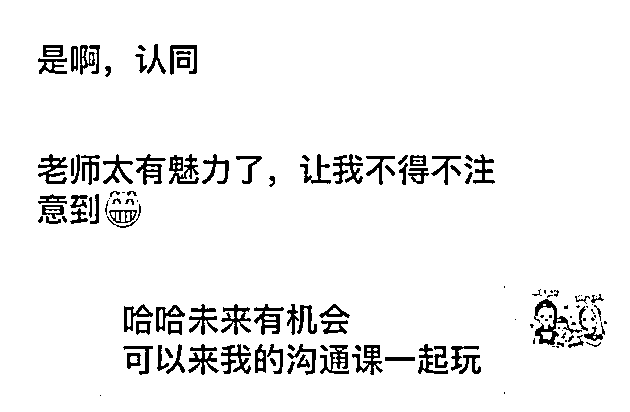 是啊，认同
老师太有魅力了，让我不得不注
意到😁
哈哈未来有机会
可以来我的沟通课一起玩